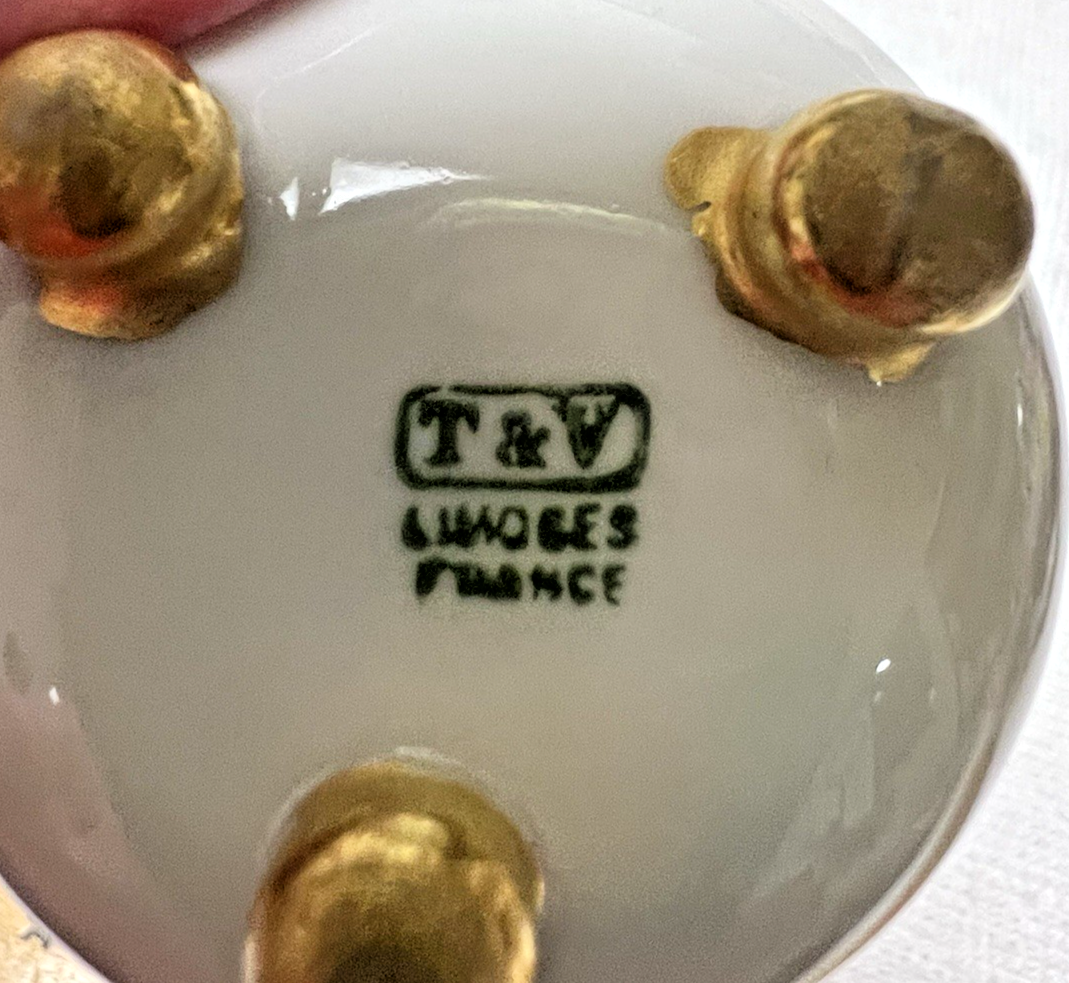 T & V
LIMOGES
FRANCE